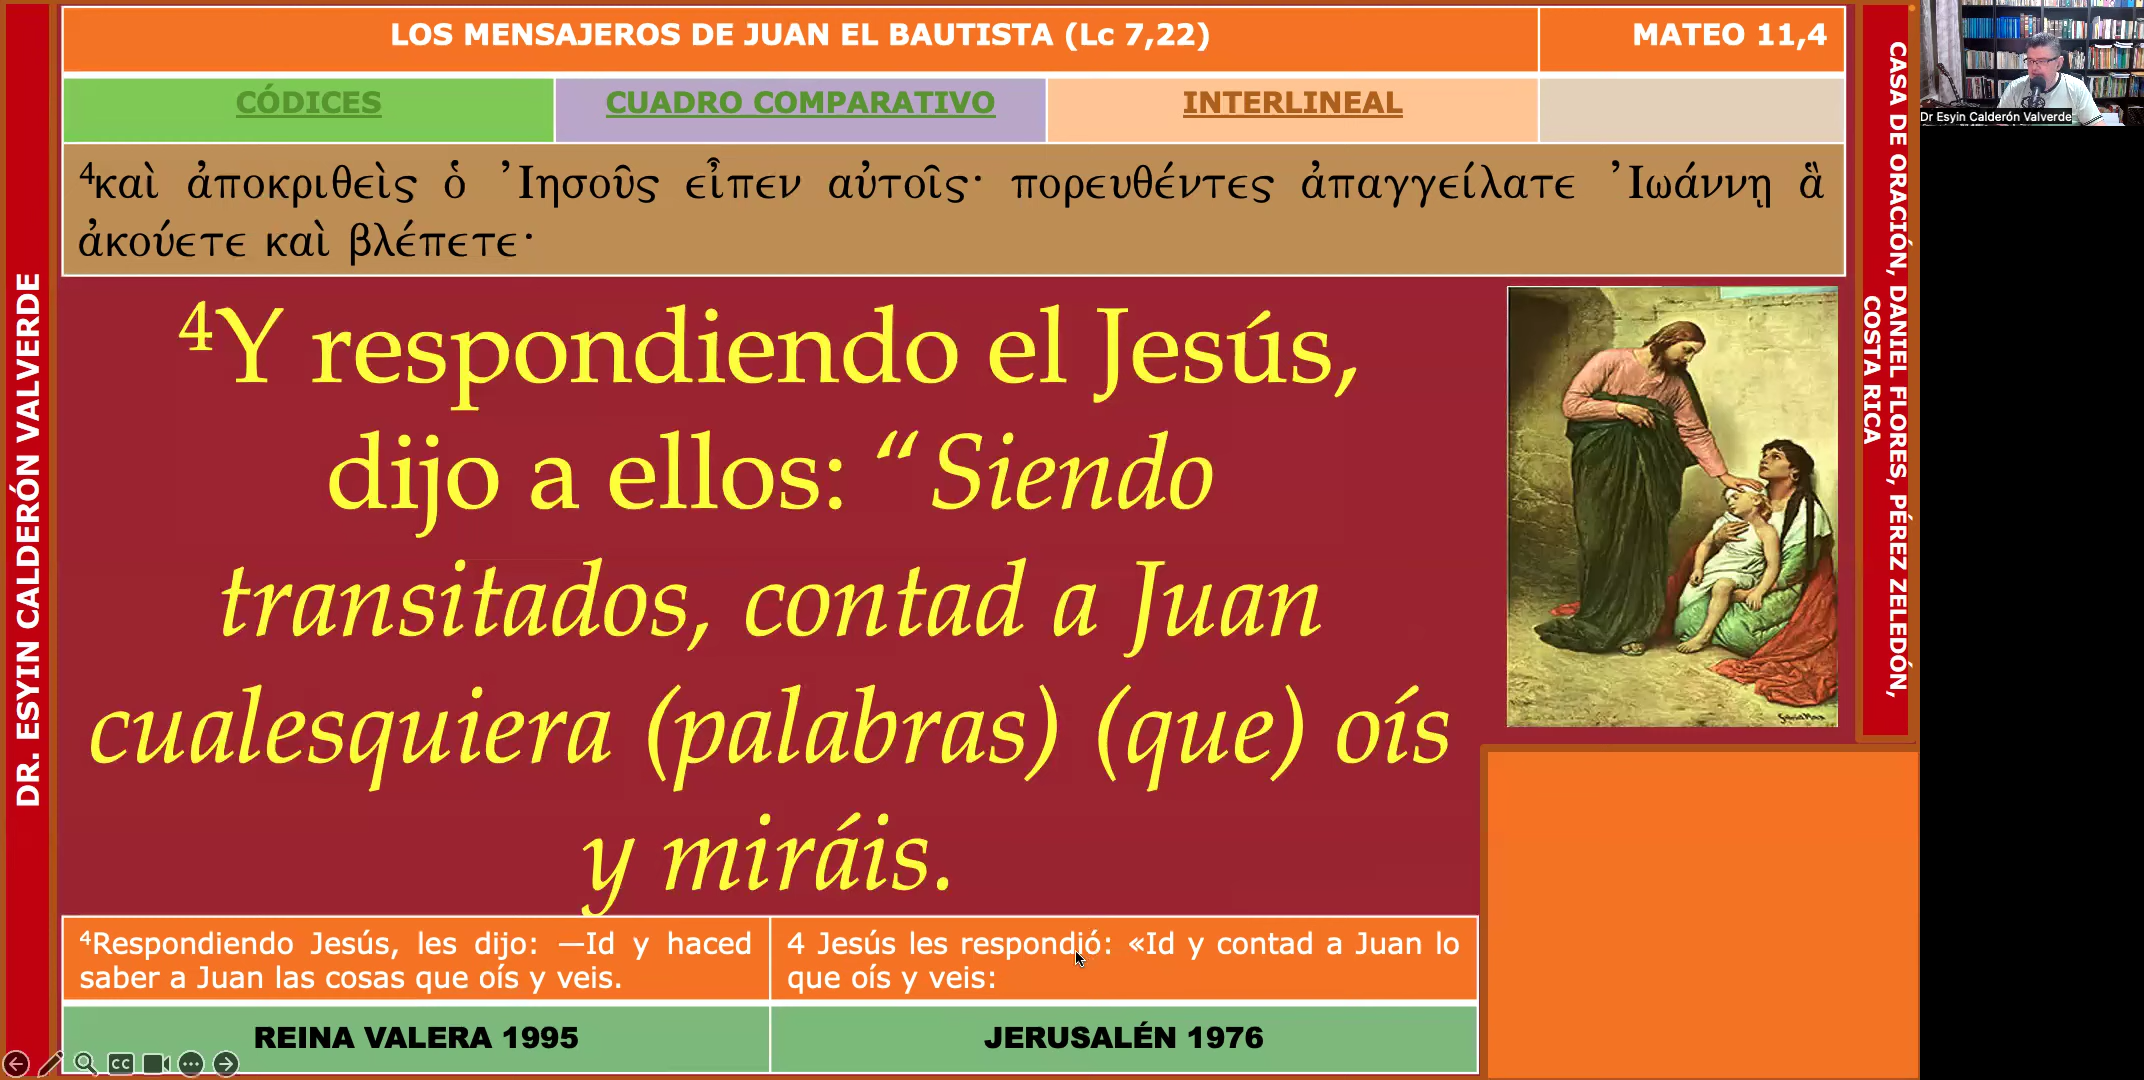 LOS MENSAJEROS DE JUAN EL BAUTISTA (Lc 7,22)
MATEO 11,4
CÓDICES
CUADRO COMPARATIVO
INTERLINEAL
⁴καὶ ἀποκριθεὶς ὁ ᾿Ιησοῦς εἶπεν αὐτοῖς· πορευθέντες ἀπαγγείλατε ᾿Ιωάννῃ ἃ
ἀκούετε καὶ βλέπετε·
⁴Y respondiendo el Jesús,
dijo a ellos: “Siendo
transitados, contad a Juan
cualesquiera (palabras) (que) oís
y miráis.
⁴Respondiendo Jesús, les dijo: —Id y haced
saber a Juan las cosas que oís y veis.
4 Jesús les respondió: «Id y contad a Juan lo
que oís y veis:
REINA VALERA 1995
JERUSALÉN 1976
DR. ESYIN CALDERÓN VALVERDE
CASA DE ORACIÓN, DANIEL FLORES, PÉREZ ZELEDÓN,
COSTA RICA
Dr Esyin Calderón Valverde
CC